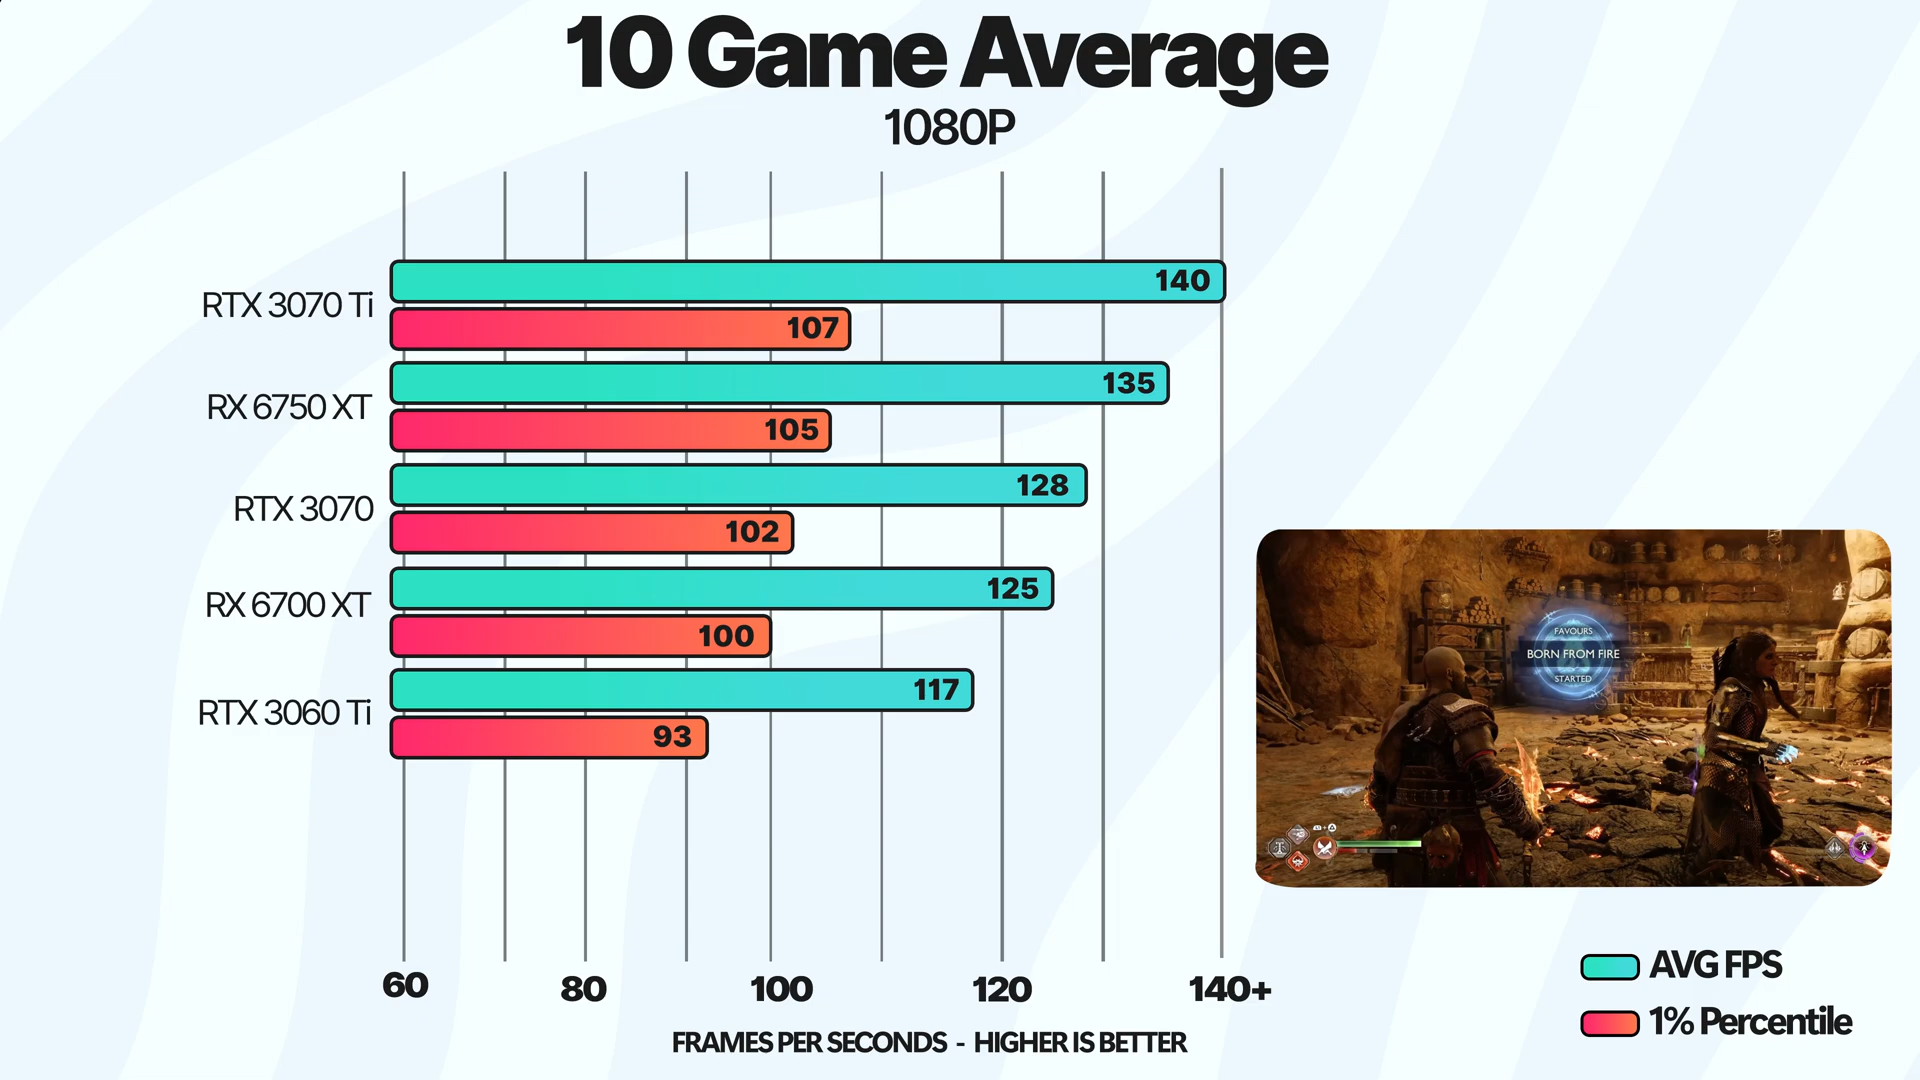 10 Game Average
1080P
RTX 3070 Ti
140
107
RX 6750 XT
135
105
RTX 3070
128
102
RX 6700 XT
125
100
RTX 3060 Ti
117
93
FAVOURS
BORN FROM FIRE
STARTED
60 80 100 120 140+
FRAMES PER SECONDS - HIGHER IS BETTER
AVG FPS
1% Percentile